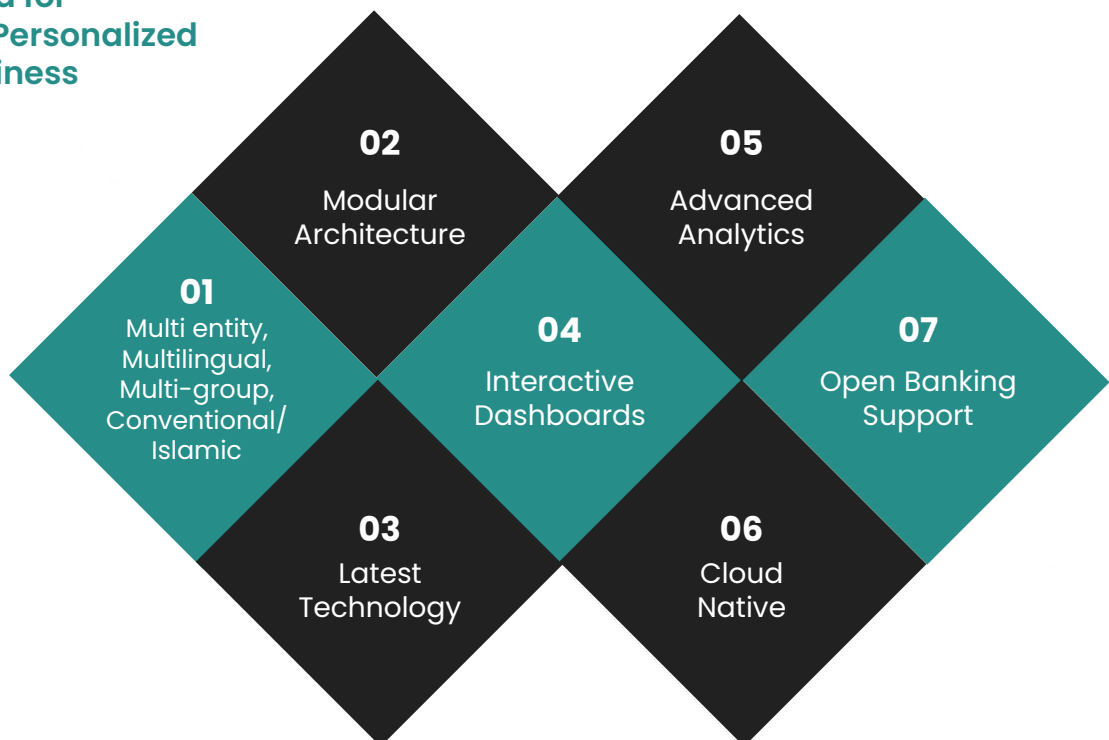 for
Personalized
02
Modular
Architecture
05
Advanced
Analytics
01
Multi entity,
Multilingual,
Multi-group,
Conventional/
Islamic
04
Interactive
Dashboards
07
Open Banking
Support
03
Latest
Technology
06
Cloud
Native